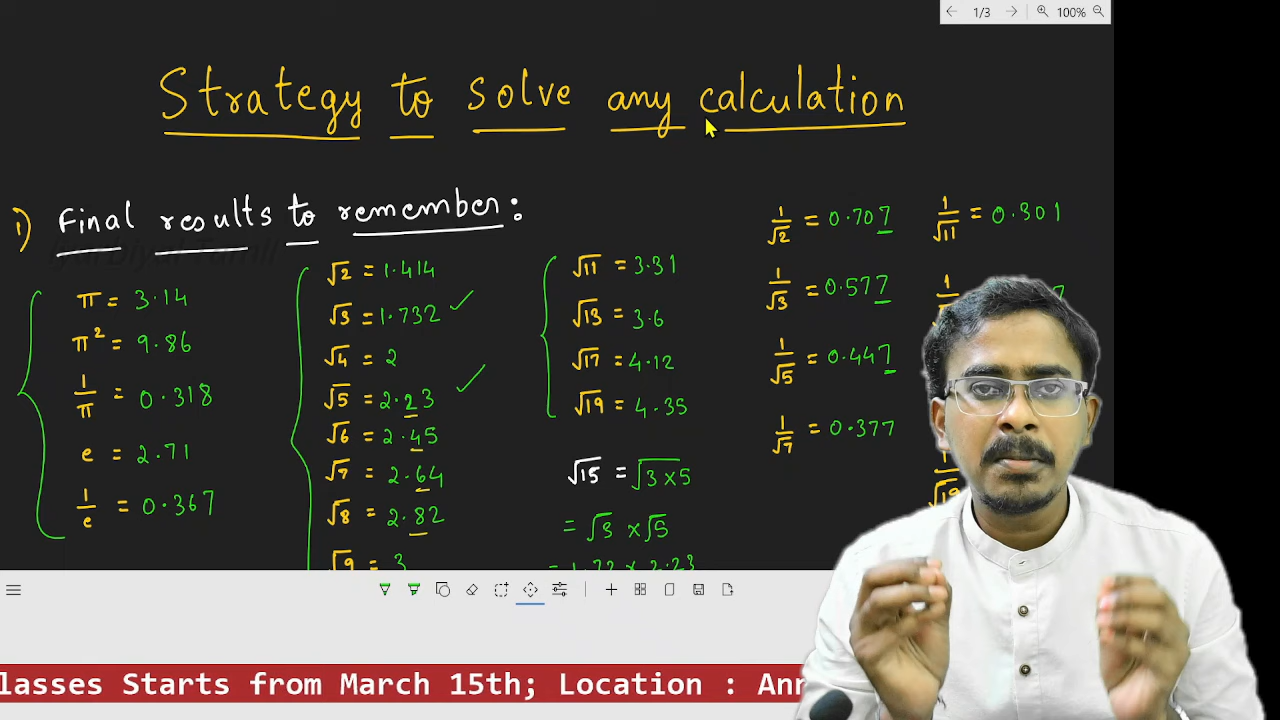 1/3 100%
Strategy to solve any calculation
1) Final results to remember:
π = 3.14
π² = 9.86
1/π = 0.318
e = 2.71
1/e = 0.367
√2 = 1.414
√3 = 1.732 ✓
√4 = 2
√5 = 2.23 ✓
√6 = 2.45
√7 = 2.64
√8 = 2.82
√9 = 3
√11 = 3.31
√13 = 3.6
√17 = 4.12
√19 = 4.35
√15 = √3×5
= √3 × √5
1/√2 = 0.707
1/√3 = 0.577
1/√5 = 0.447
1/√7 = 0.377
1/√11 = 0.301
lasses Starts from March 15th; Location : Ann